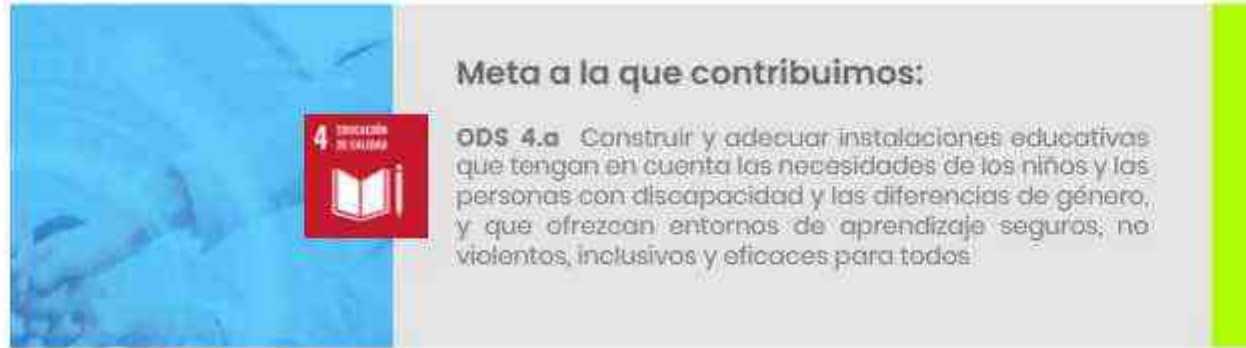 Meta a la que contribuimos:
4 EDUCACIÓN
DE CALIDAD
ODS 4.a Construir y adecuar instalaciones educativas
que tengan en cuenta las necesidades de los niños y las
personas con discapacidad y las diferencias de género,
y que ofrezcan entornos de aprendizaje seguros, no
violentos, inclusivos y eficaces para todos